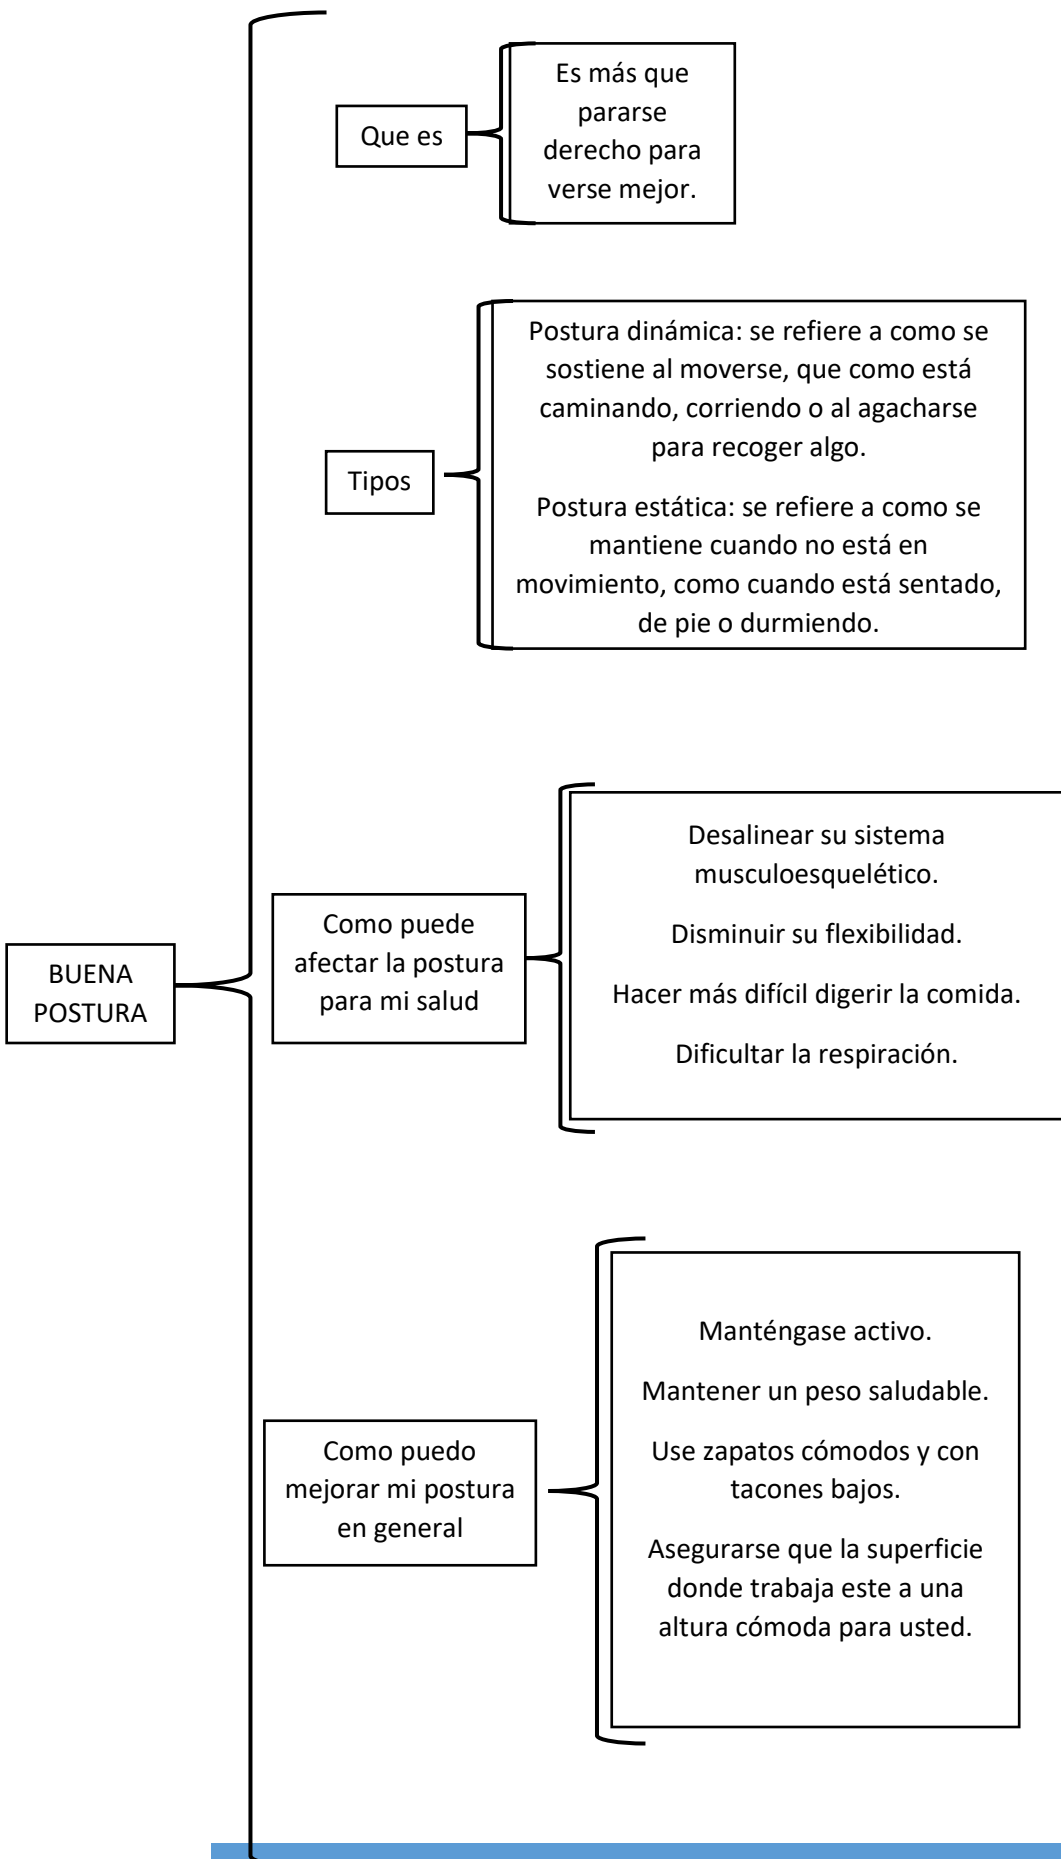 Es más que
pararse
derecho para
verse mejor.
Que es
Postura dinámica: se refiere a como se
sostiene al moverse, que como está
caminando, corriendo o al agacharse
para recoger algo.
Postura estática: se refiere a como se
mantiene cuando no está en
movimiento, como cuando está sentado,
de pie o durmiendo.
Tipos
Desalinear su sistema
musculoesquelético.
Disminuir su flexibilidad.
Hacer más difícil digerir la comida.
Dificultar la respiración.
Como puede
afectar la postura
para mi salud
BUENA
POSTURA
Manténgase activo.
Mantener un peso saludable.
Use zapatos cómodos y con
tacones bajos.
Asegurarse que la superficie
donde trabaja este a una
altura cómoda para usted.
Como puedo
mejorar mi postura
en general